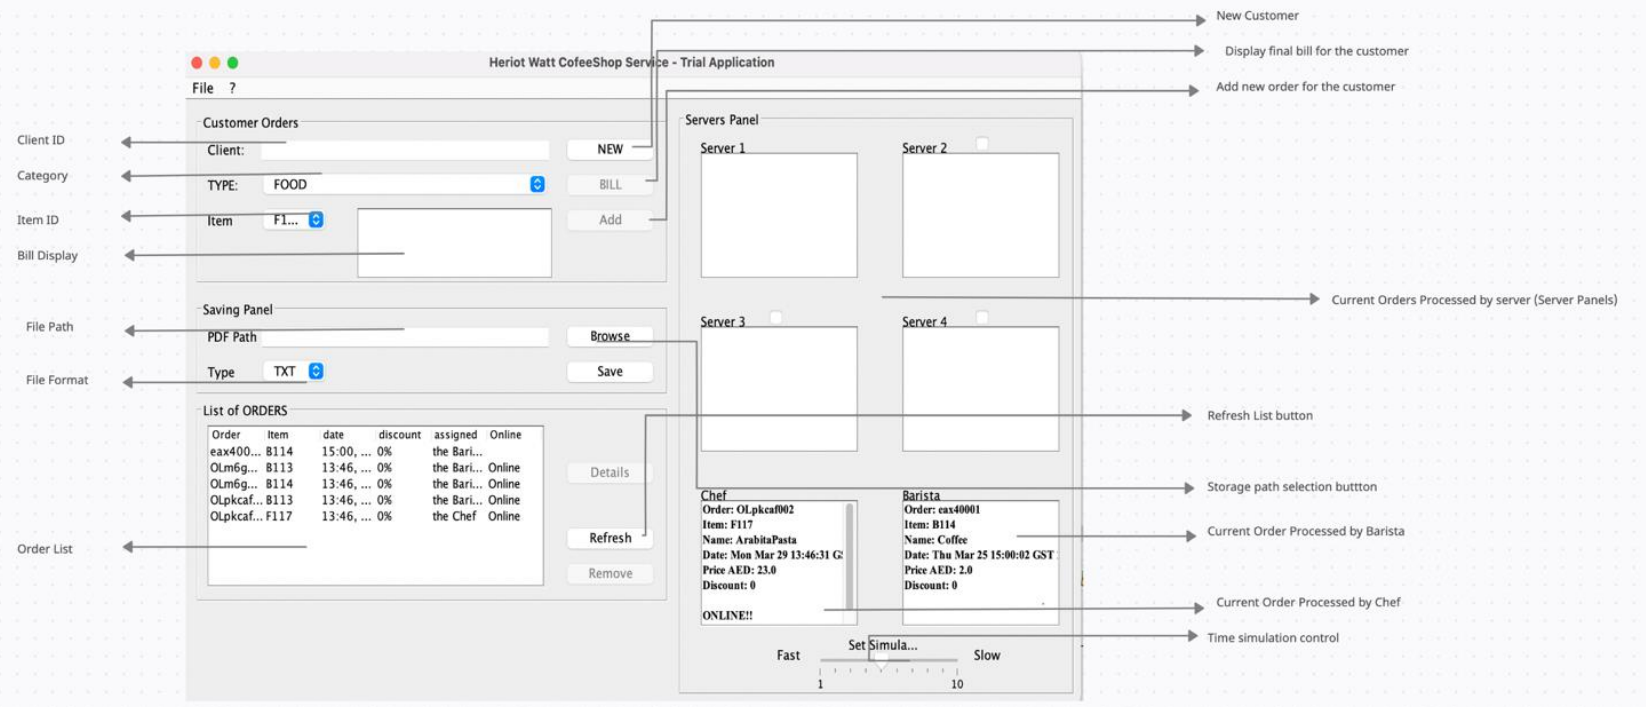 New Customer
Display final bill for the customer
Heriot Watt CofeeShop Service - Trial Application
File ?
Add new order for the customer
Customer Orders
Servers Panel
Client ID
Client:
NEW
Server 1
Server 2
Category
TYPE:
FOOD
BILL
Item ID
Item
F1...
Add
Bill Display
Current Orders Processed by server (Server Panels)
Saving Panel
File Path
PDF Path
Browse
Server 3
Server 4
File Format
Type
TXT
Save
List of ORDERS
Refresh List button
Order Item date discount assigned Online
eax400... B114 15:00, ... 0% the Bari...
OLm6g... B113 13:46, ... 0% the Bari... Online
OLm6g... B114 13:46, ... 0% the Bari... Online
OLpkcaf... B113 13:46, ... 0% the Bari... Online
OLpkcaf... F117 13:46, ... 0% the Chef Online
Details
Refresh
Remove
Order List
Storage path selection buttton
Chef
Order: OLpkcaf002
Item: F117
Name: ArabitaPasta
Date: Mon Mar 29 13:46:31 G
Price AED: 23.0
Discount: 0
ONLINE!!
Barista
Order: eax40001
Item: B114
Name: Coffee
Date: Thu Mar 25 15:00:02 GST
Price AED: 2.0
Discount: 0
Current Order Processed by Barista
Current Order Processed by Chef
Time simulation control
Set Simula...
Fast
Slow
1
10